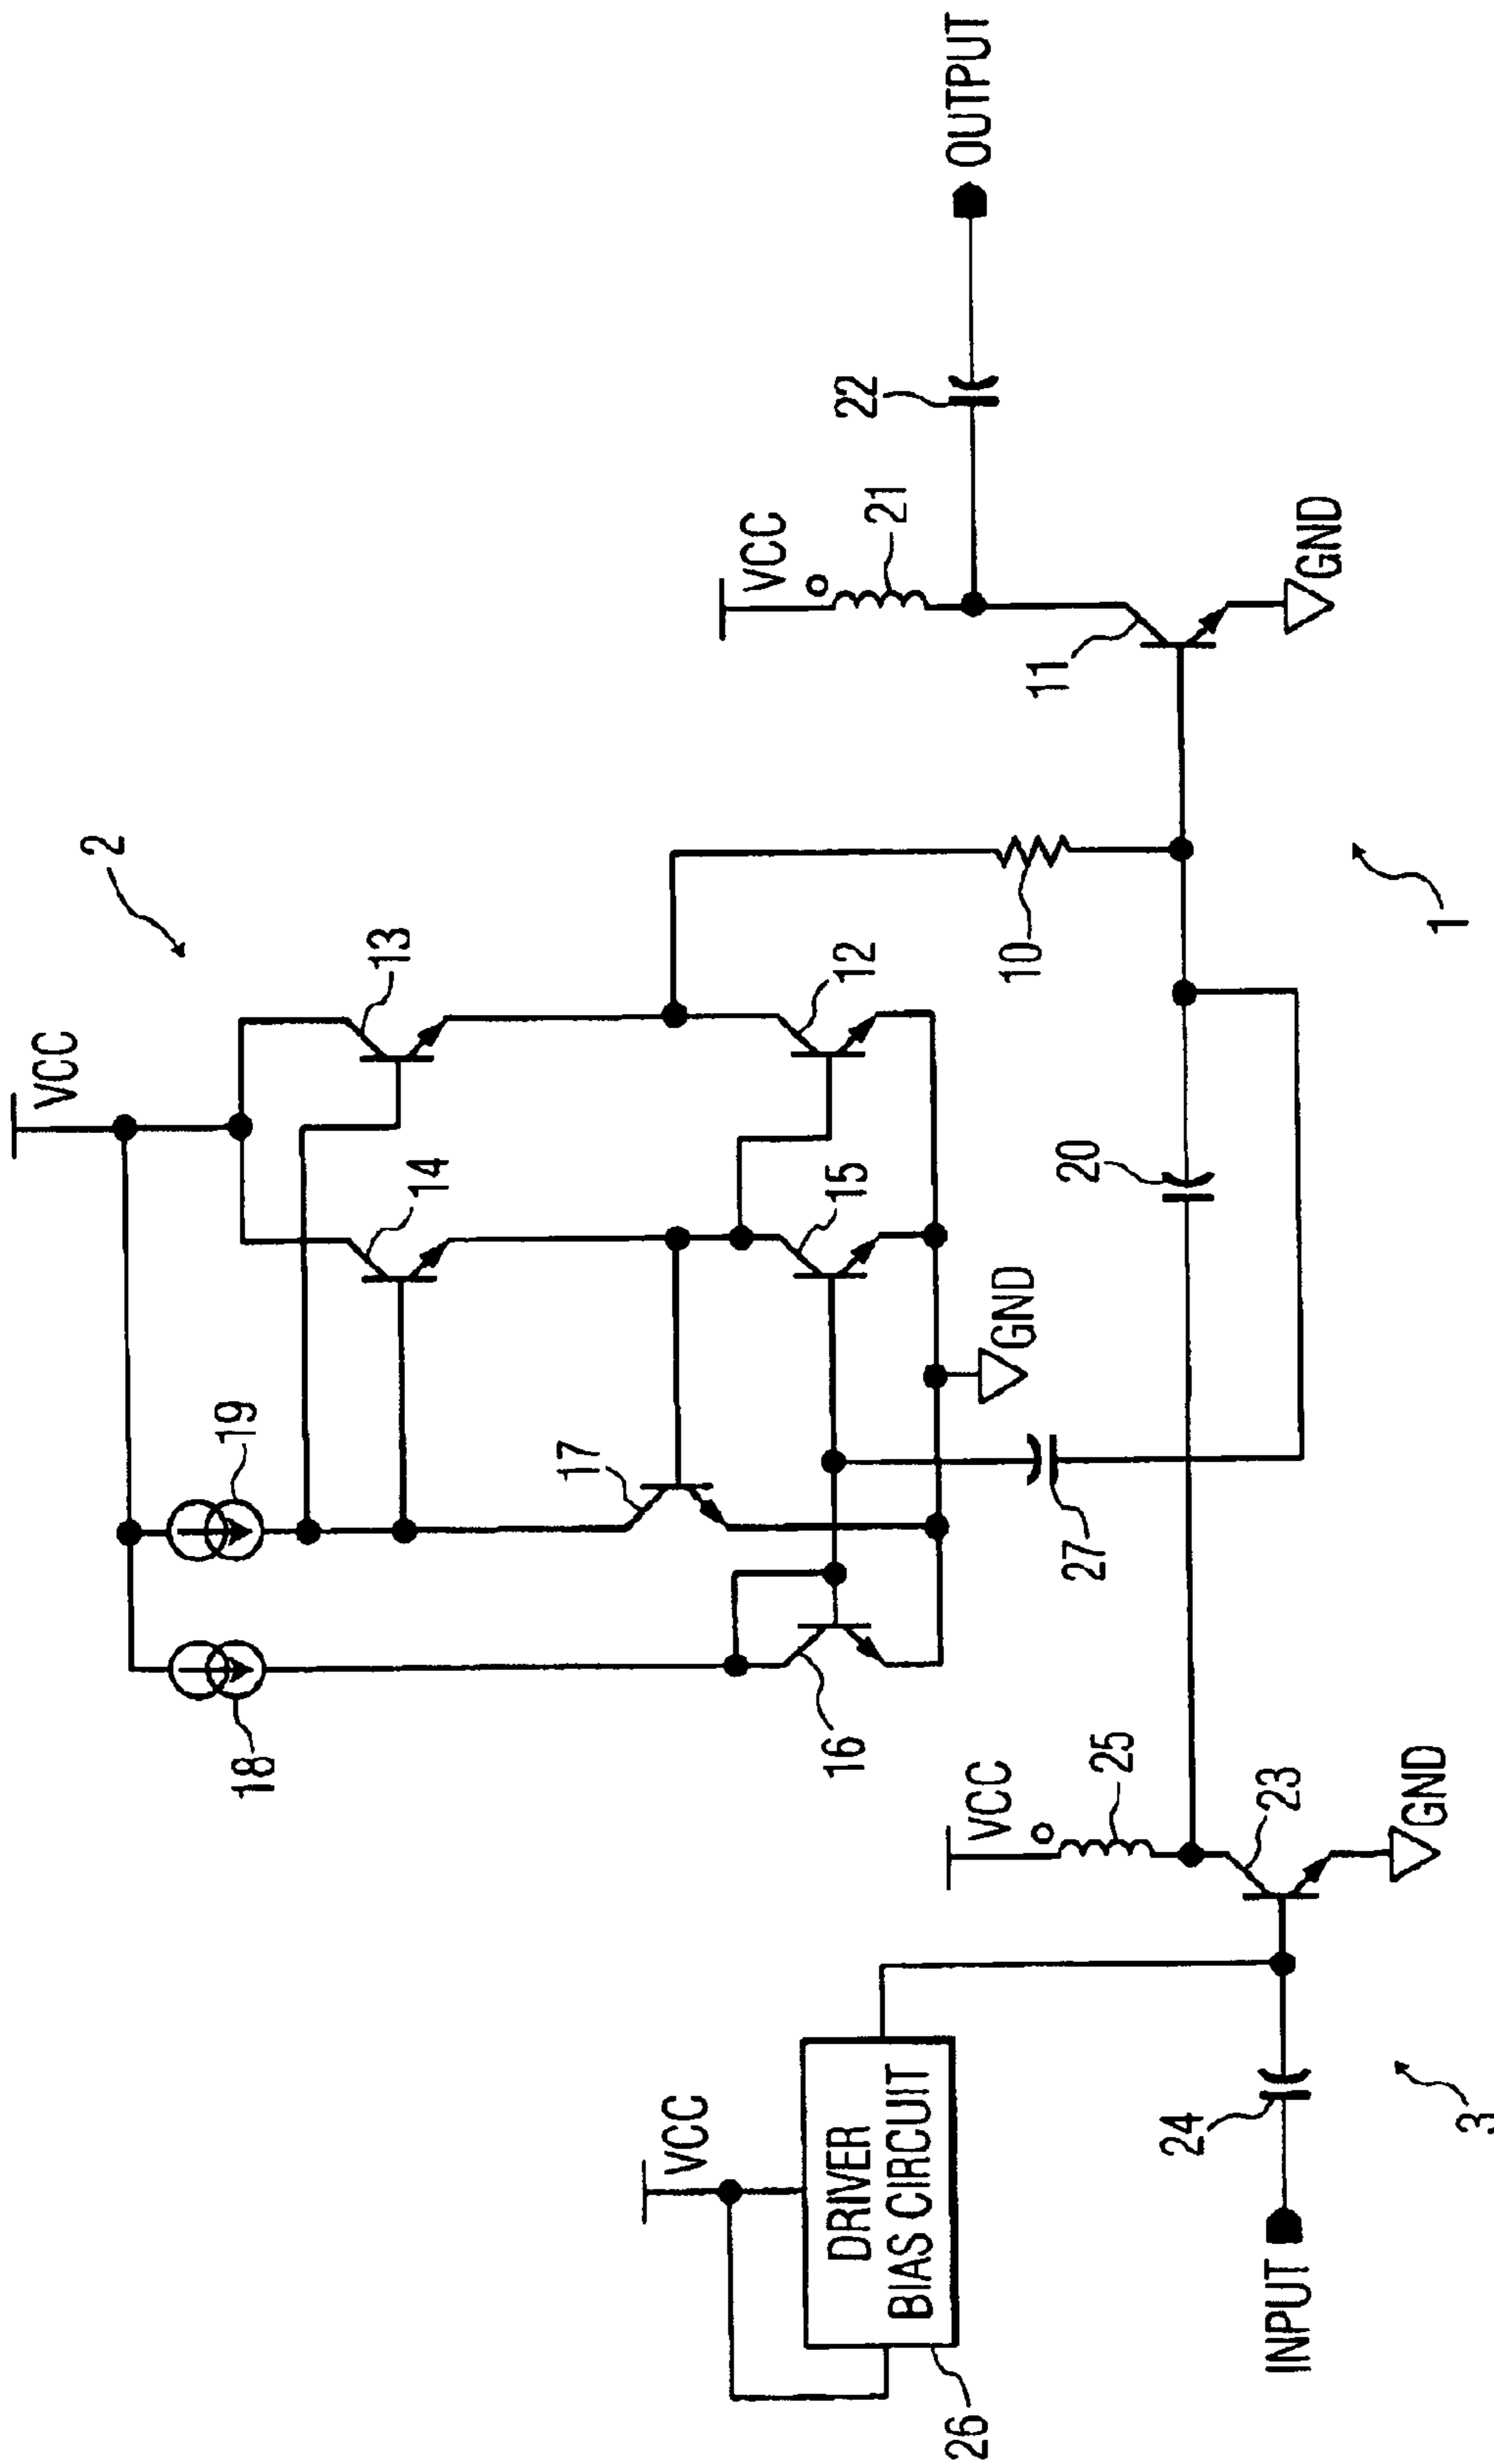 VCC
2
18
19
14
13
17
16
15
12
GND
27
20
10
VCC
21
22
OUTPUT
11
GND
1
VCC
25
23
GND
VCC
DRIVER
BIAS CIRCUIT
26
24
INPUT
3